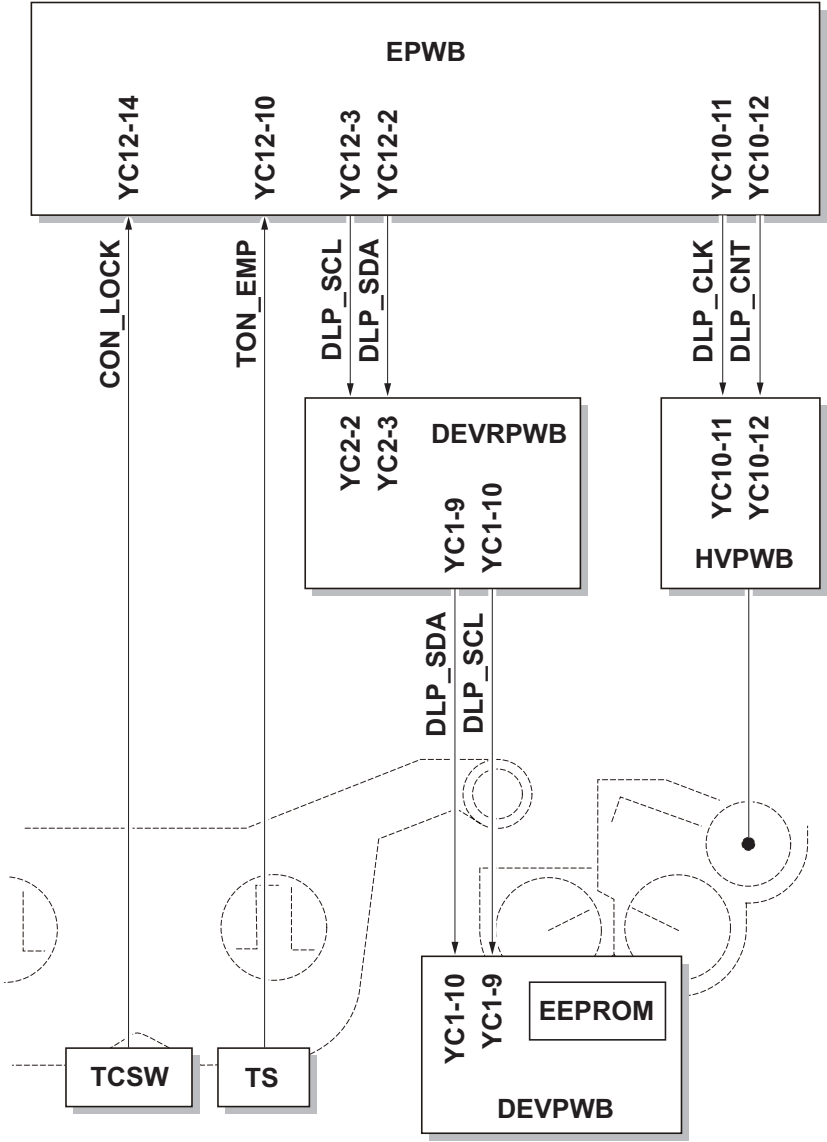 EPWB
YC12-14
YC12-10
YC12-3
YC12-2
YC10-11
YC10-12
CON_LOCK
TON_EMP
DLP_SCL
DLP_SDA
DLP_CLK
DLP_CNT
YC2-2
YC2-3
DEVRPWB
YC1-9
YC1-10
YC10-11
YC10-12
HVPWB
DLP_SDA
DLP_SCL
YC1-10
YC1-9
EEPROM
DEVPWB
TCSW
TS